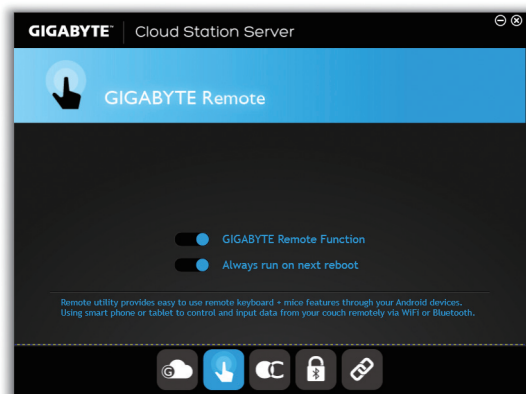 GIGABYTE™ Cloud Station Server
GIGABYTE Remote
GIGABYTE Remote Function
Always run on next reboot
Remote utility provides easy to use remote keyboard + mice features through your Android devices.
Using smart phone or tablet to control and input data from your couch remotely via WiFi or Bluetooth.
G